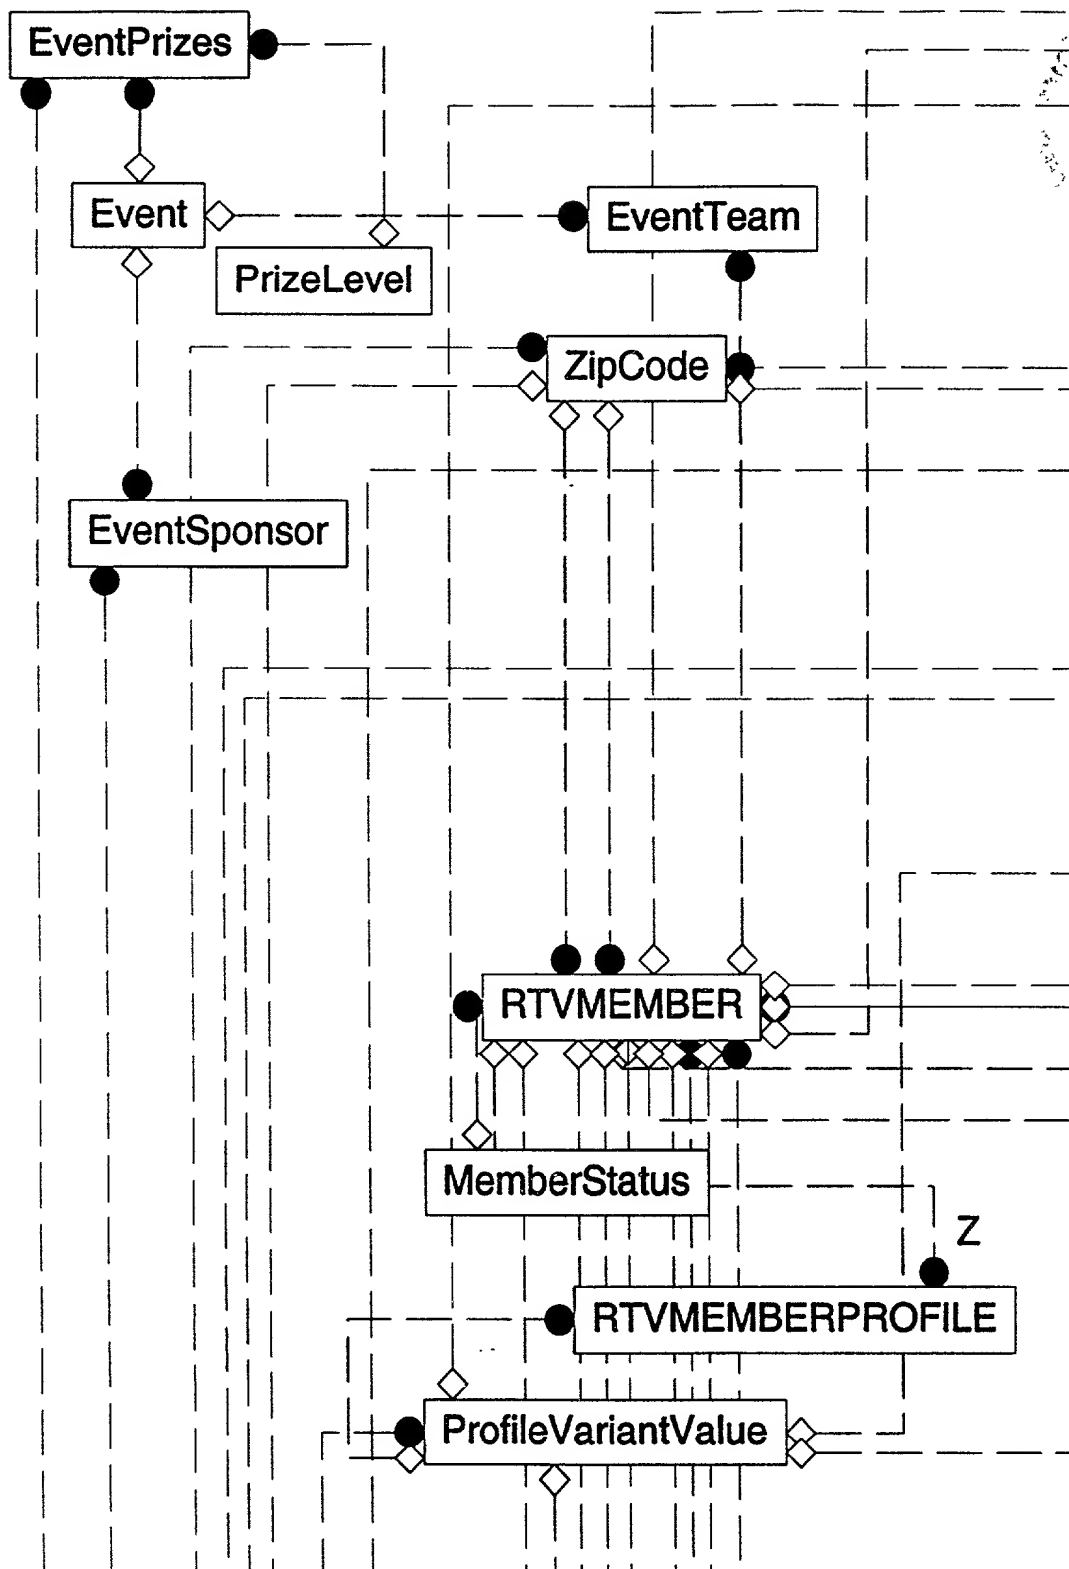 EventPrizes
Event
EventTeam
PrizeLevel
ZipCode
EventSponsor
RTVMEMBER
MemberStatus
Z
RTVMEMBERPROFILE
ProfileVariantValue